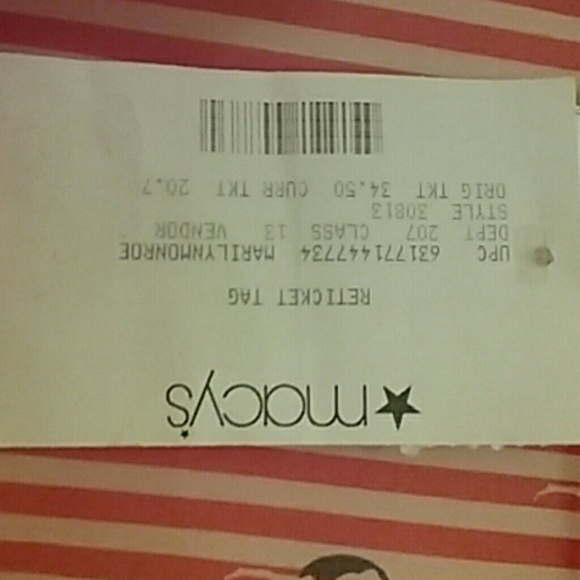 macy's
RETICKET TAG
UPC 631771447734 MARILYNMONROE
DEPT 207 CLASS 13 VENDOR
STYLE 30813
ORIG TKT 34.50 CURR TKT 20.7